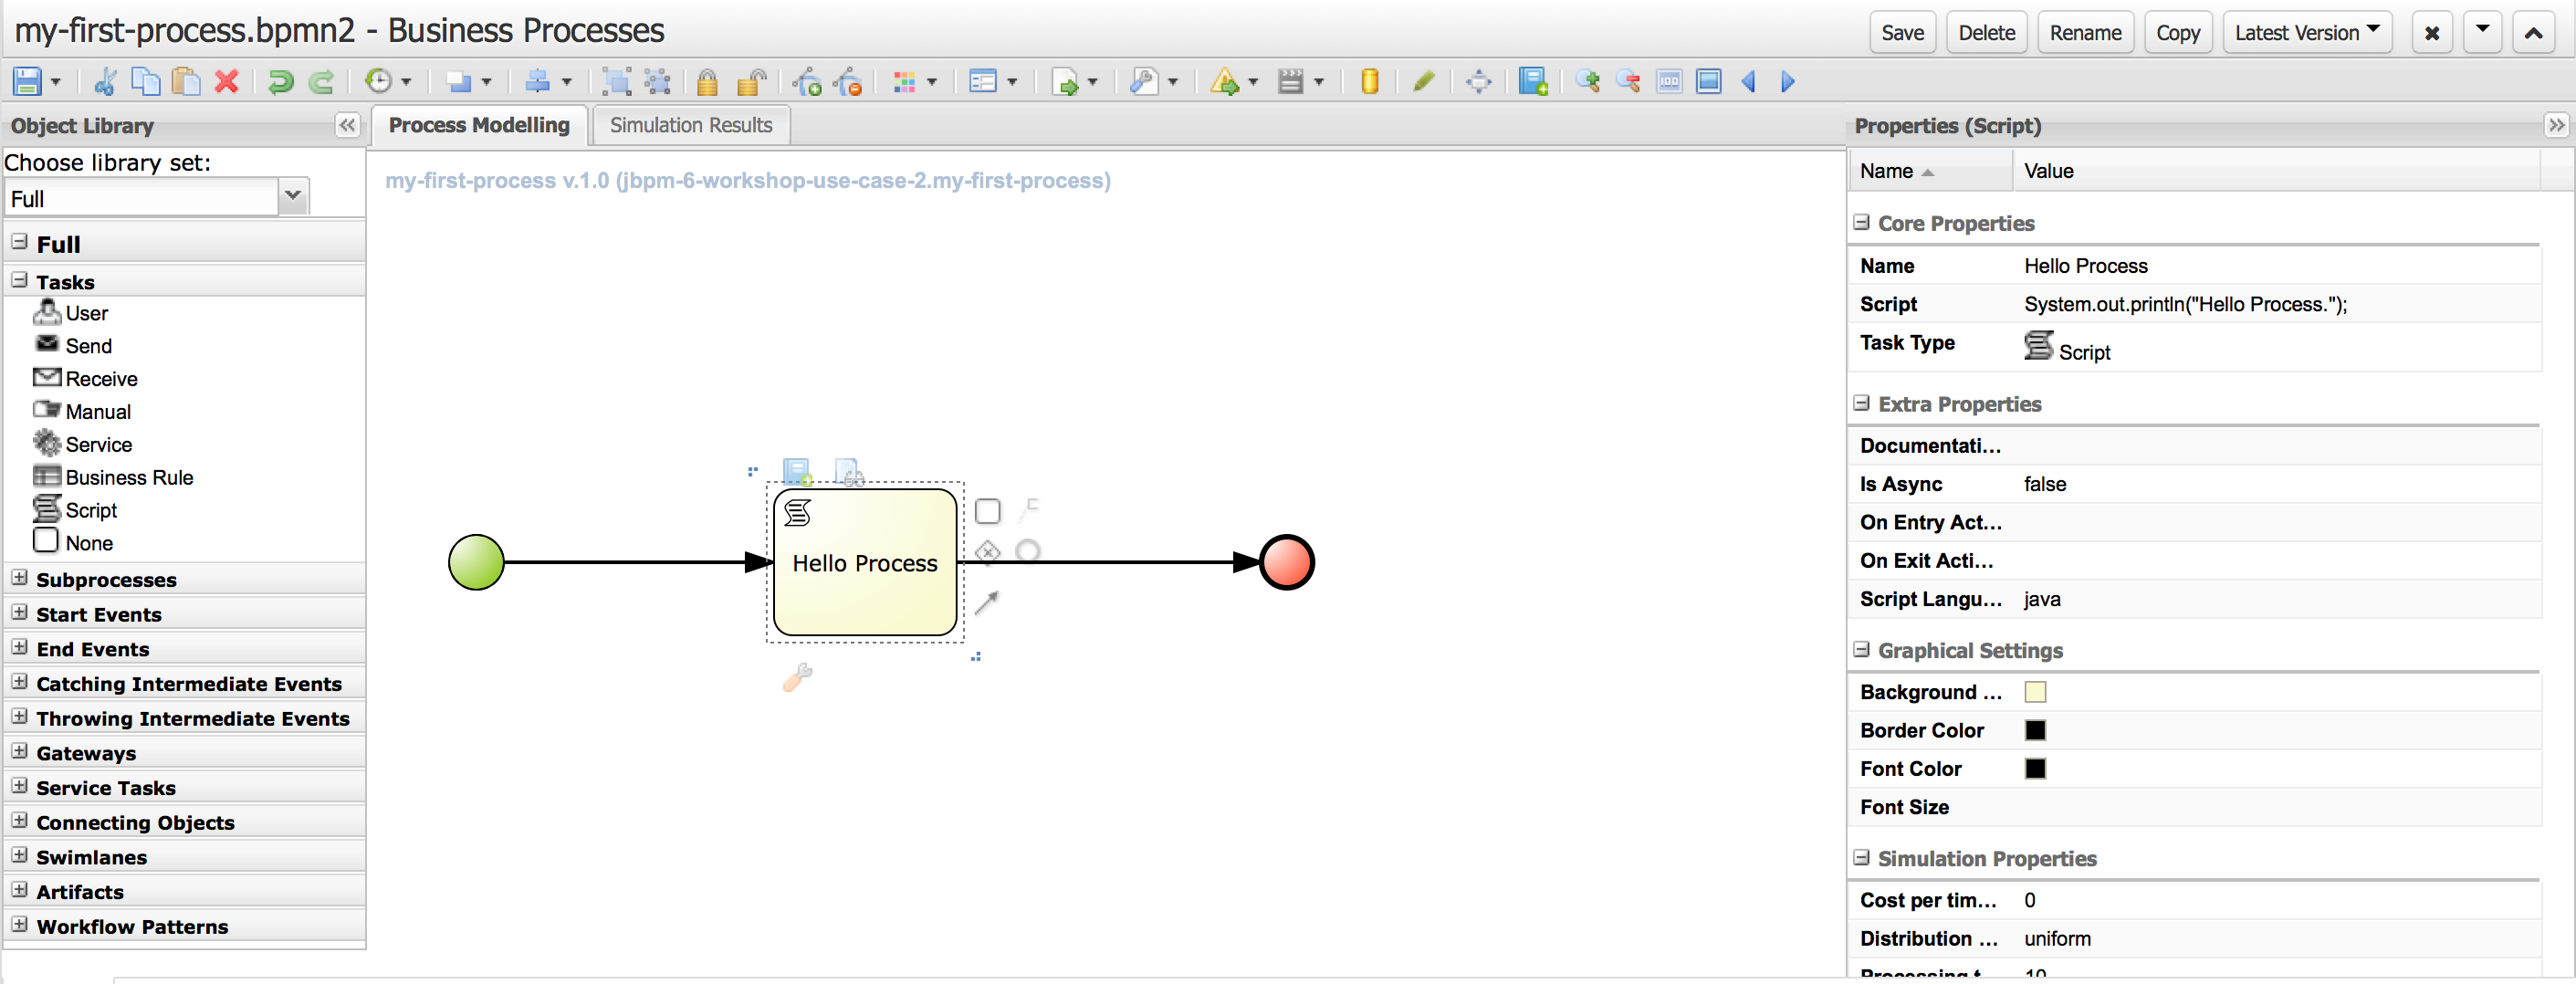 my-first-process.bpmn2 - Business Processes
Save
Delete
Rename
Copy
Latest Version
Object Library
Choose library set:
Full
Full
Tasks
User
Send
Receive
Manual
Service
Business Rule
Script
None
Subprocesses
Start Events
End Events
Catching Intermediate Events
Throwing Intermediate Events
Gateways
Service Tasks
Connecting Objects
Swimlanes
Artifacts
Workflow Patterns
Process Modelling
Simulation Results
my-first-process v.1.0 (jbpm-6-workshop-use-case-2.my-first-process)
Hello Process
Properties (Script)
Name Value
Core Properties
Name Hello Process
Script System.out.println("Hello Process.");
Task Type Script
Extra Properties
Documentati...
Is Async false
On Entry Act...
On Exit Acti...
Script Langu... java
Graphical Settings
Background ...
Border Color
Font Color
Font Size
Simulation Properties
Cost per tim... 0
Distribution ... uniform
Processing t... 10